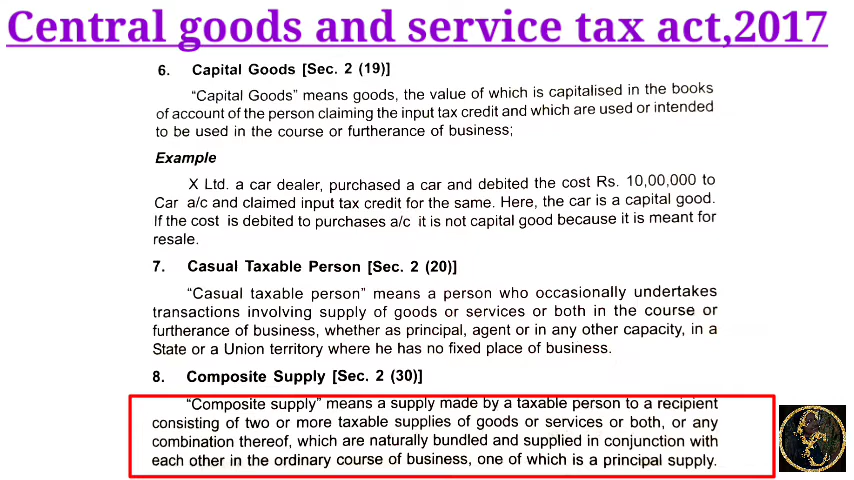 Central goods and service tax act,2017
6. Capital Goods [Sec. 2 (19)]
“Capital Goods” means goods, the value of which is capitalised in the books
of account of the person claiming the input tax credit and which are used or intended
to be used in the course or furtherance of business;
Example
X Ltd. a car dealer, purchased a car and debited the cost Rs. 10,00,000 to
Car a/c and claimed input tax credit for the same. Here, the car is a capital good.
If the cost is debited to purchases a/c it is not capital good because it is meant for
resale.
7. Casual Taxable Person [Sec. 2 (20)]
“Casual taxable person” means a person who occasionally undertakes
transactions involving supply of goods or services or both in the course or
furtherance of business, whether as principal, agent or in any other capacity, in a
State or a Union territory where he has no fixed place of business.
8. Composite Supply [Sec. 2 (30)]
“Composite supply” means a supply made by a taxable person to a recipient
consisting of two or more taxable supplies of goods or services or both, or any
combination thereof, which are naturally bundled and supplied in conjunction with
each other in the ordinary course of business, one of which is a principal supply.